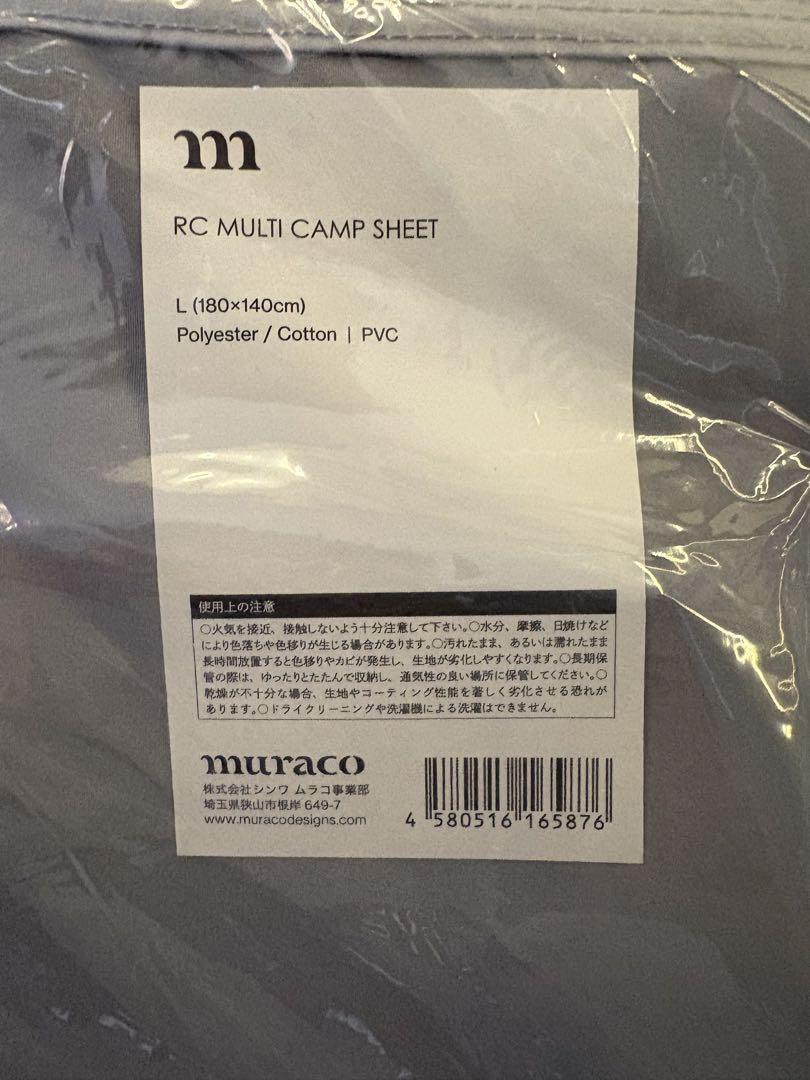 m
RC MULTI CAMP SHEET
L (180×140cm)
Polyester / Cotton | PVC
使用上の注意
○火気を接近、接触しないよう十分注意して下さい。○水分、摩擦、日焼けなど
により色落ちや色移りが生じる場合があります。○汚れたまま、あるいは濡れたまま
長時間放置すると色移りやカビが発生し、生地が劣化しやすくなります。○長期保
管の際は、ゆったりとたたんで収納し、通気性の良い場所に保管してください。○
乾燥が不十分な場合、生地やコーティング性能を著しく劣化させる恐れが
あります。○ドライクリーニングや洗濯機による洗濯はできません。
muraco
株式会社シンワ ムラコ事業部
埼玉県狭山市根岸 649-7
www.muracodesigns.com
4 580516 165876